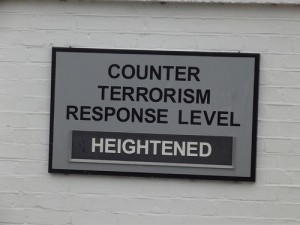 COUNTER
TERRORISM
RESPONSE LEVEL
HEIGHTENED